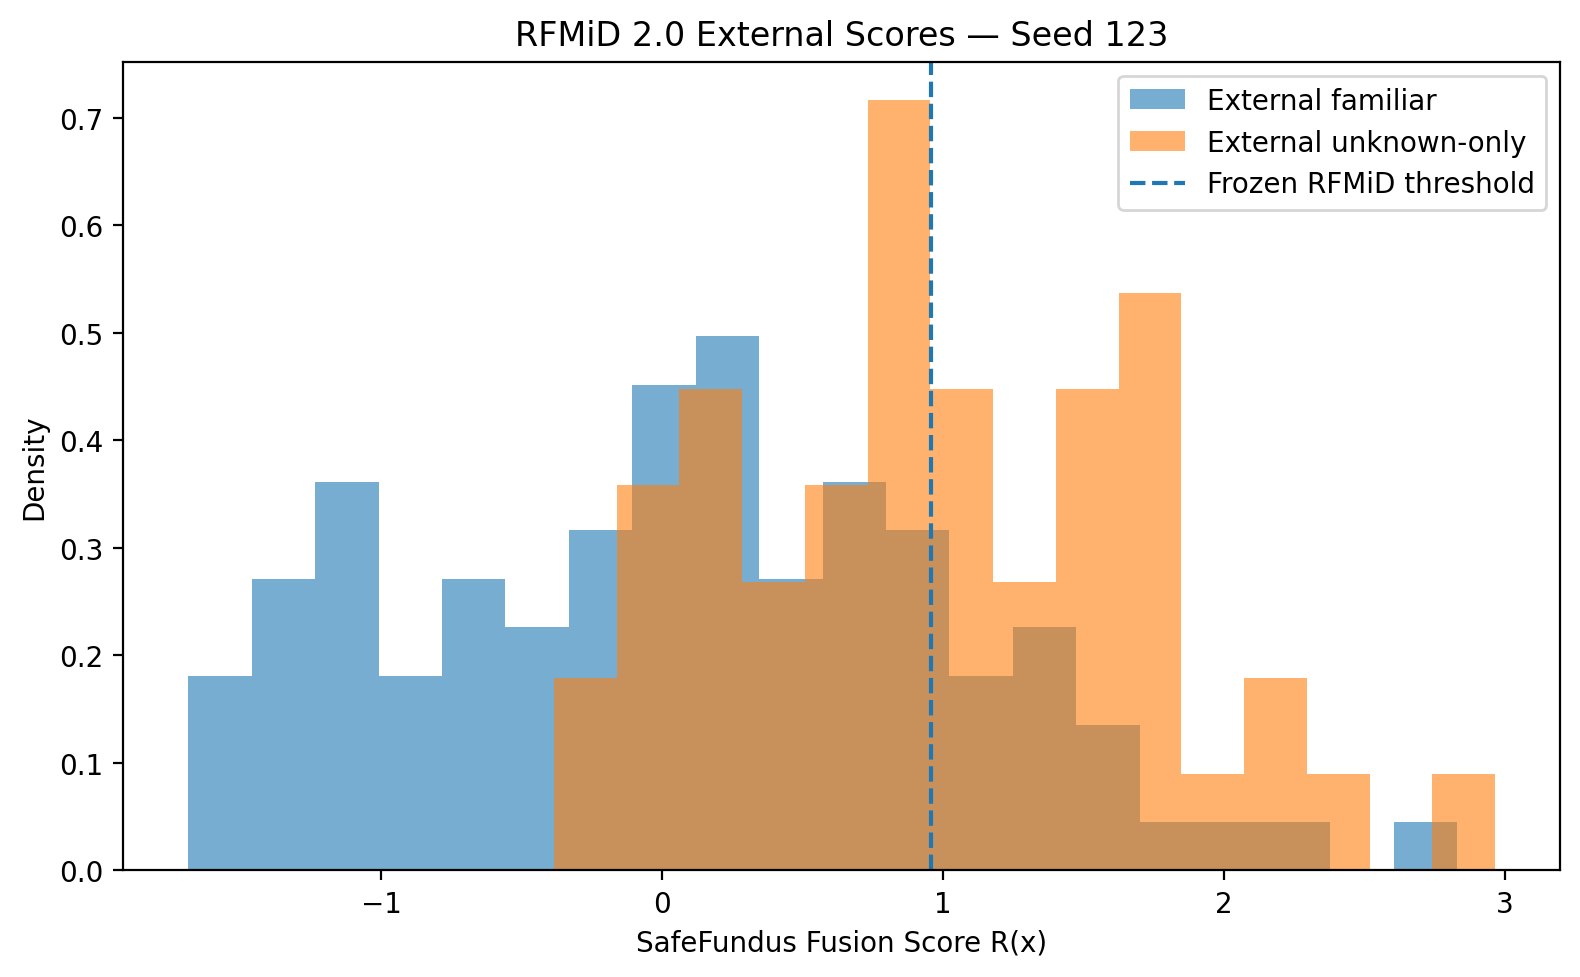 RFMiD 2.0 External Scores — Seed 123
External familiar
External unknown-only
Frozen RFMiD threshold
Density
0.7
0.6
0.5
0.4
0.3
0.2
0.1
0.0
−1
0
1
2
3
SafeFundus Fusion Score R(x)